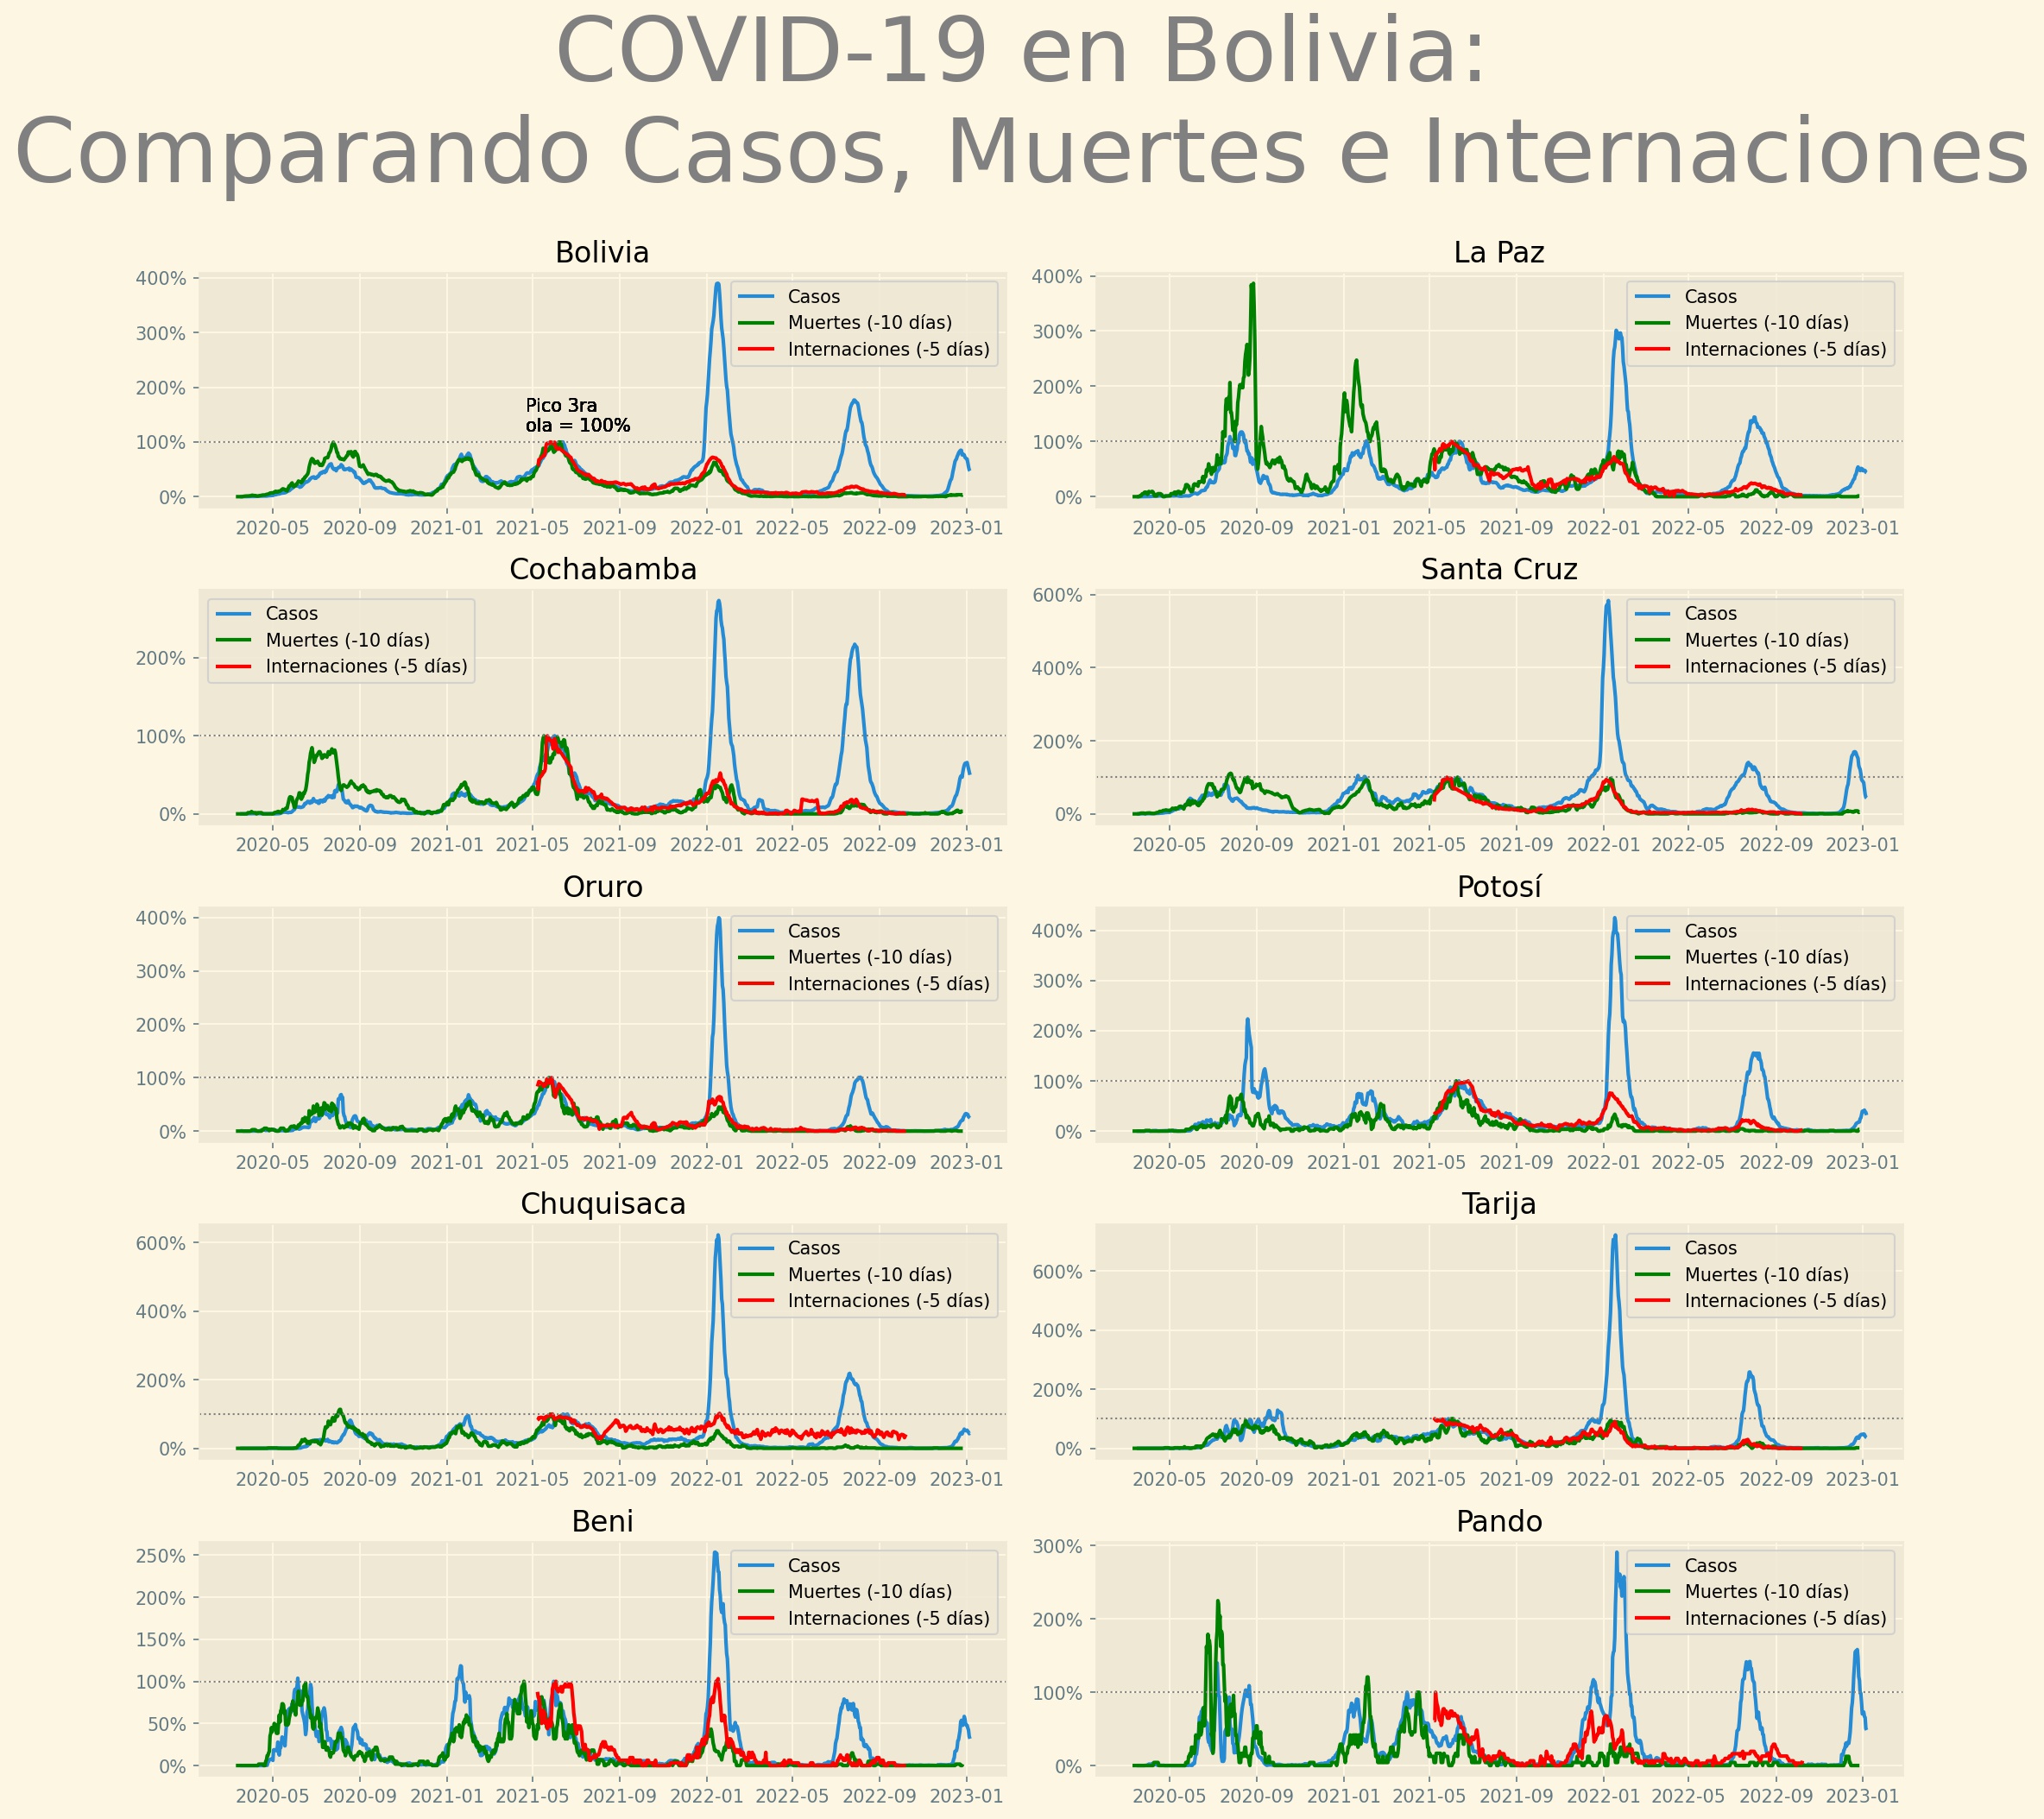 COVID-19 en Bolivia:
Comparando Casos, Muertes e Internaciones
Bolivia
400%
300%
200%
100%
0%
Pico 3ra
ola = 100%
Casos
Muertes (-10 días)
Internaciones (-5 días)
2020-05 2020-09 2021-01 2021-05 2021-09 2022-01 2022-05 2022-09 2023-01
La Paz
400%
300%
200%
100%
0%
Casos
Muertes (-10 días)
Internaciones (-5 días)
2020-05 2020-09 2021-01 2021-05 2021-09 2022-01 2022-05 2022-09 2023-01
Cochabamba
200%
100%
0%
Casos
Muertes (-10 días)
Internaciones (-5 días)
2020-05 2020-09 2021-01 2021-05 2021-09 2022-01 2022-05 2022-09 2023-01
Santa Cruz
600%
400%
200%
0%
Casos
Muertes (-10 días)
Internaciones (-5 días)
2020-05 2020-09 2021-01 2021-05 2021-09 2022-01 2022-05 2022-09 2023-01
Oruro
400%
300%
200%
100%
0%
Casos
Muertes (-10 días)
Internaciones (-5 días)
2020-05 2020-09 2021-01 2021-05 2021-09 2022-01 2022-05 2022-09 2023-01
Potosí
400%
300%
200%
100%
0%
Casos
Muertes (-10 días)
Internaciones (-5 días)
2020-05 2020-09 2021-01 2021-05 2021-09 2022-01 2022-05 2022-09 2023-01
Chuquisaca
600%
400%
200%
0%
Casos
Muertes (-10 días)
Internaciones (-5 días)
2020-05 2020-09 2021-01 2021-05 2021-09 2022-01 2022-05 2022-09 2023-01
Tarija
600%
400%
200%
0%
Casos
Muertes (-10 días)
Internaciones (-5 días)
2020-05 2020-09 2021-01 2021-05 2021-09 2022-01 2022-05 2022-09 2023-01
Beni
250%
200%
150%
100%
50%
0%
Casos
Muertes (-10 días)
Internaciones (-5 días)
2020-05 2020-09 2021-01 2021-05 2021-09 2022-01 2022-05 2022-09 2023-01
Pando
300%
200%
100%
0%
Casos
Muertes (-10 días)
Internaciones (-5 días)
2020-05 2020-09 2021-01 2021-05 2021-09 2022-01 2022-05 2022-09 2023-01